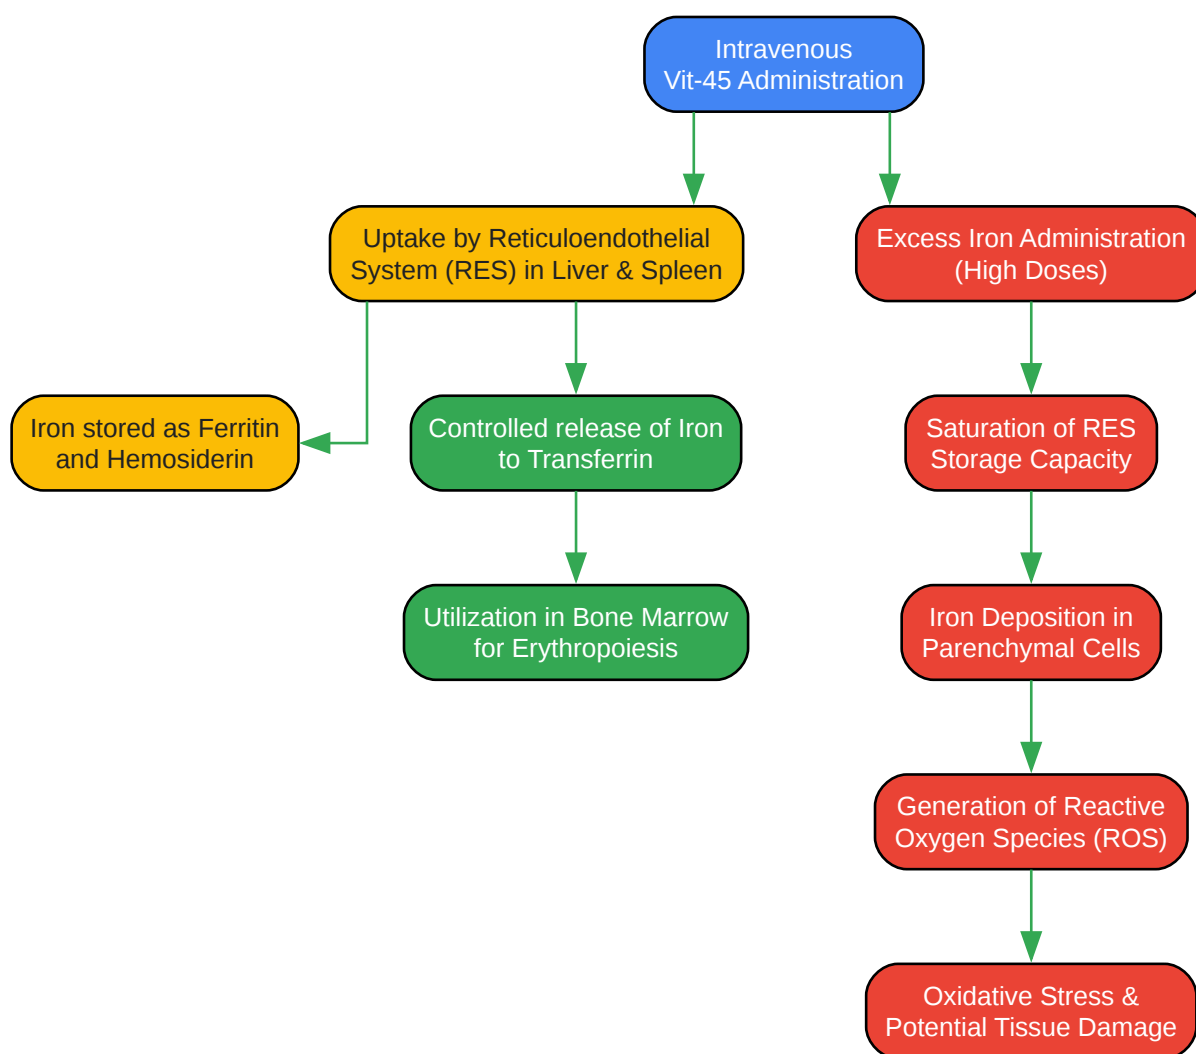 Intravenous
Vit-45 Administration
Uptake by Reticuloendothelial
System (RES) in Liver & Spleen
Excess Iron Administration
(High Doses)
Iron stored as Ferritin
and Hemosiderin
Controlled release of Iron
to Transferrin
Saturation of RES
Storage Capacity
Utilization in Bone Marrow
for Erythropoiesis
Iron Deposition in
Parenchymal Cells
Generation of Reactive
Oxygen Species (ROS)
Oxidative Stress &
Potential Tissue Damage